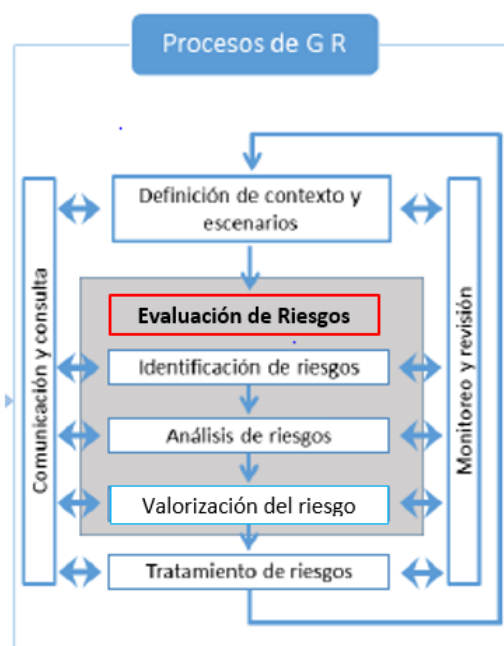 Procesos de G R
Definición de contexto y
escenarios
Comunicación y consulta
Evaluación de Riesgos
Identificación de riesgos
Análisis de riesgos
Valorización del riesgo
Tratamiento de riesgos
Monitoreo y revisión